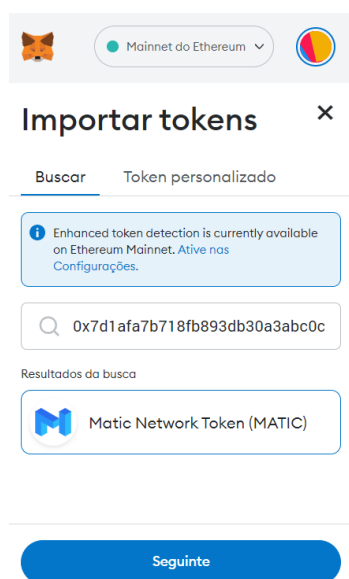 Mainnet do Ethereum
Importar tokens
Buscar
Token personalizado
Enhanced token detection is currently available
on Ethereum Mainnet. Ative nas
Configurações.
0x7d1afa7b718fb893db30a3abc0c
Resultados da busca
Matic Network Token (MATIC)
Seguinte